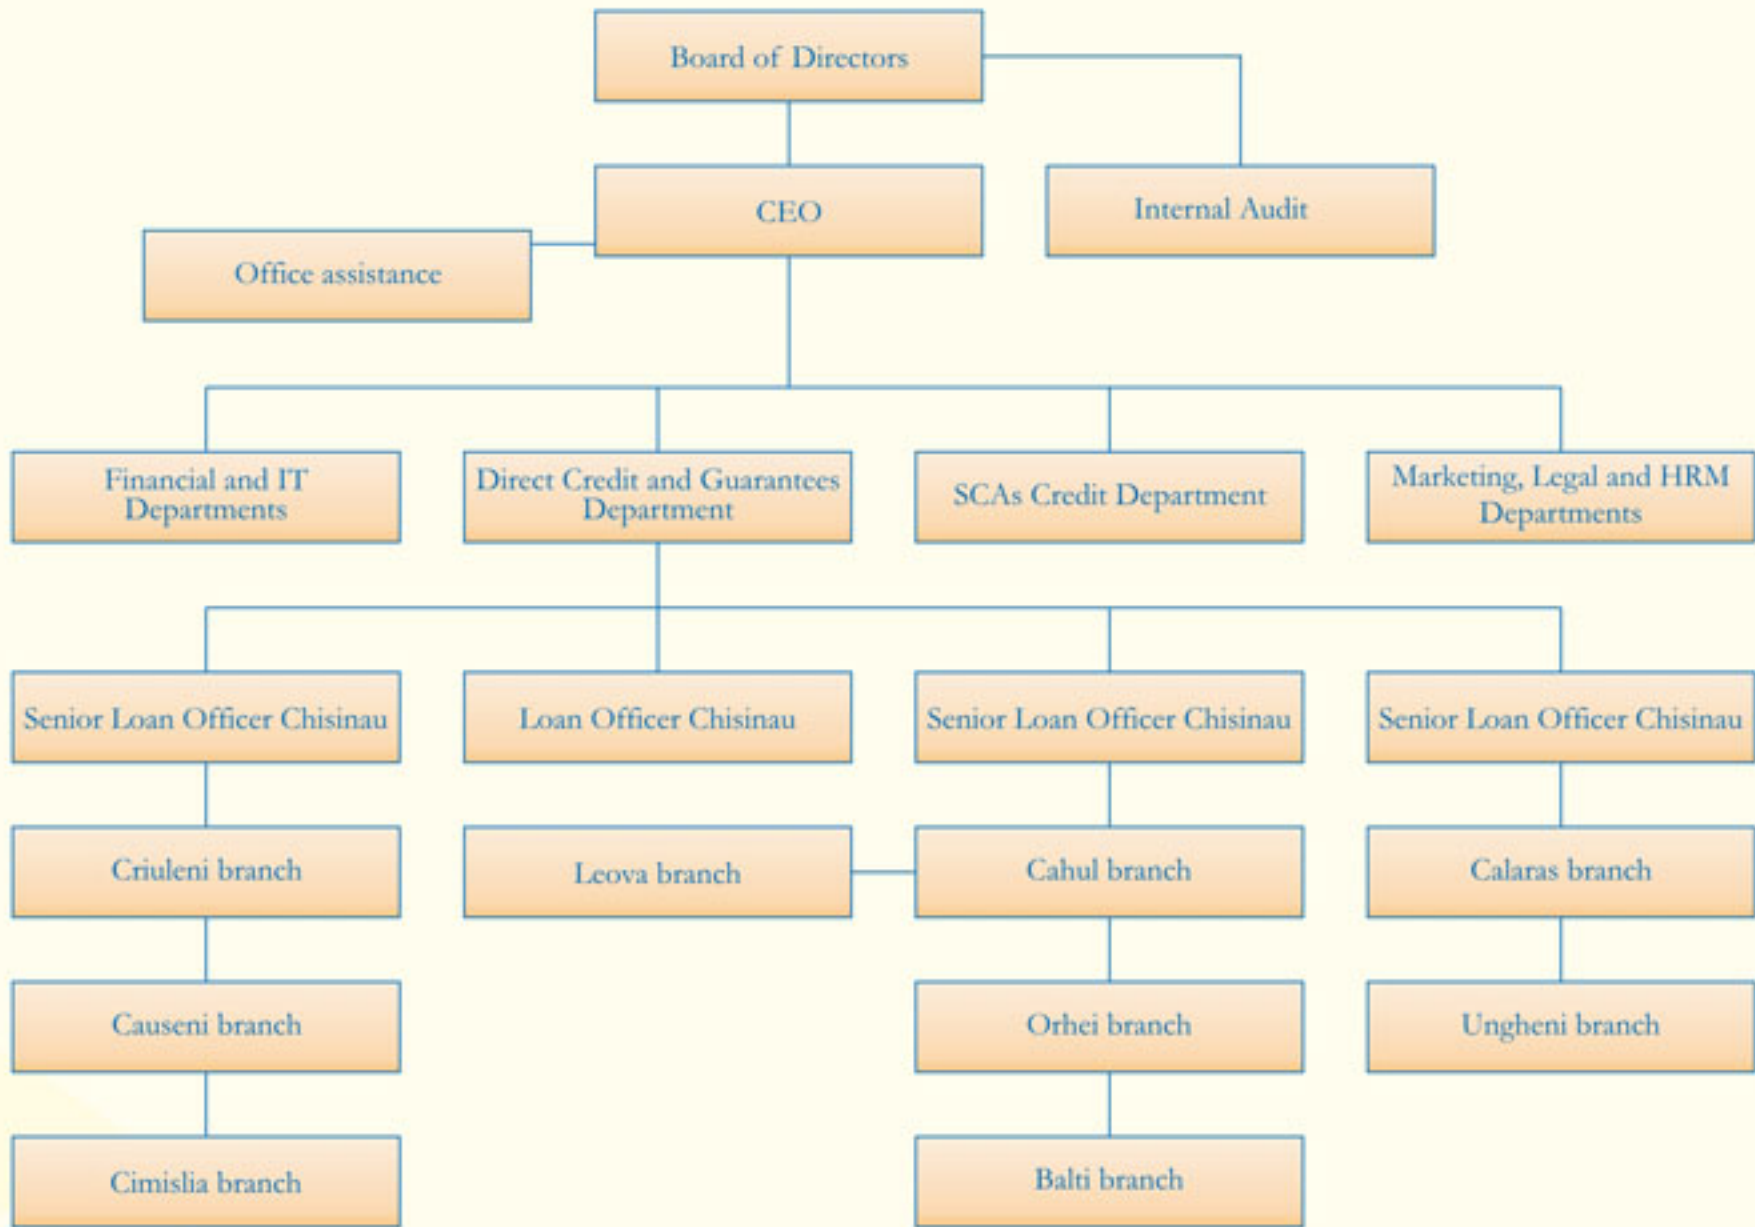 Board of Directors
CEO
Internal Audit
Office assistance
Financial and IT
Departments
Direct Credit and Guarantees
Department
SCAs Credit Department
Marketing, Legal and HRM
Departments
Senior Loan Officer Chisinau
Loan Officer Chisinau
Senior Loan Officer Chisinau
Senior Loan Officer Chisinau
Criuleni branch
Leova branch
Cahul branch
Calaras branch
Causeni branch
Orhei branch
Ungheni branch
Cimislia branch
Balti branch